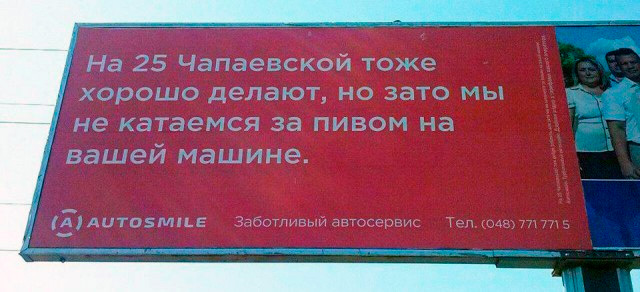 На 25 Чапаевской тоже
хорошо делают, но зато мы
не катаемся за пивом на
вашей машине.
(A) AUTOSMILE Заботливый автосервис Тел. (048) 771 771 5